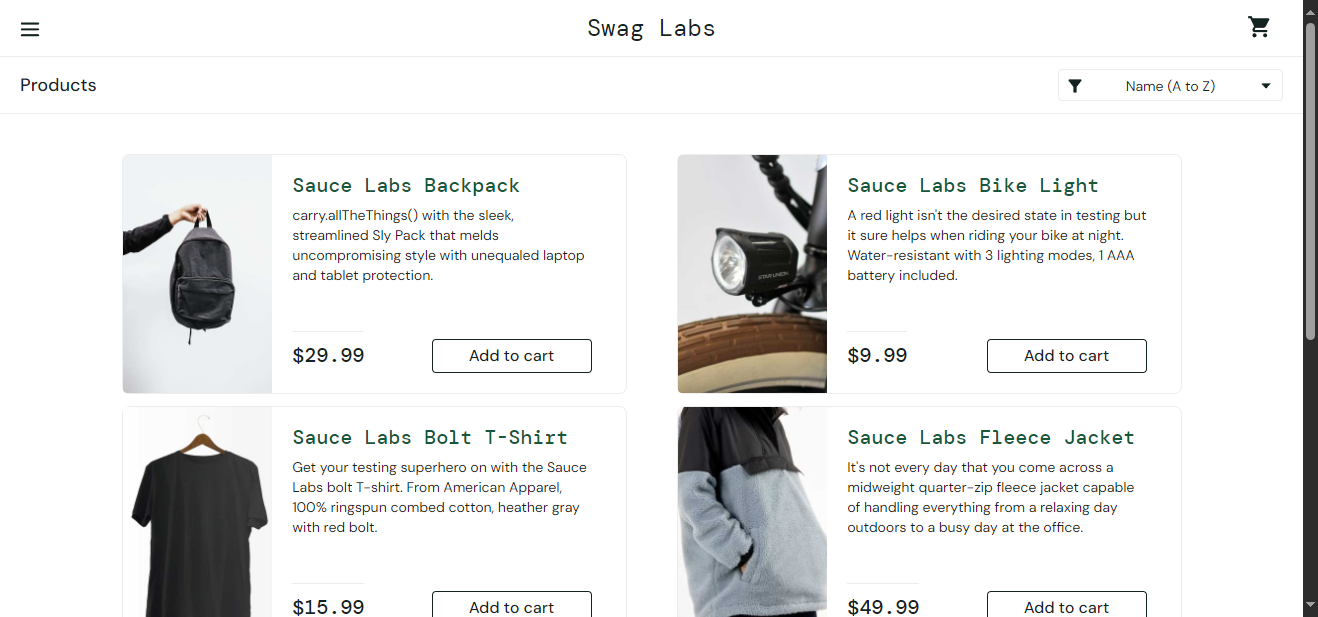 Swag Labs
Products
Name (A to Z)
Sauce Labs Backpack
carry.allTheThings() with the sleek,
streamlined Sly Pack that melds
uncompromising style with unequaled laptop
and tablet protection.
$29.99
Add to cart
Sauce Labs Bike Light
A red light isn't the desired state in testing but
it sure helps when riding your bike at night.
Water-resistant with 3 lighting modes, 1 AAA
battery included.
$9.99
Add to cart
STAR UNION
Sauce Labs Bolt T-Shirt
Get your testing superhero on with the Sauce
Labs bolt T-shirt. From American Apparel,
100% ringspun combed cotton, heather gray
with red bolt.
$15.99
Add to cart
Sauce Labs Fleece Jacket
It's not every day that you come across a
midweight quarter-zip fleece jacket capable
of handling everything from a relaxing day
outdoors to a busy day at the office.
$49.99
Add to cart